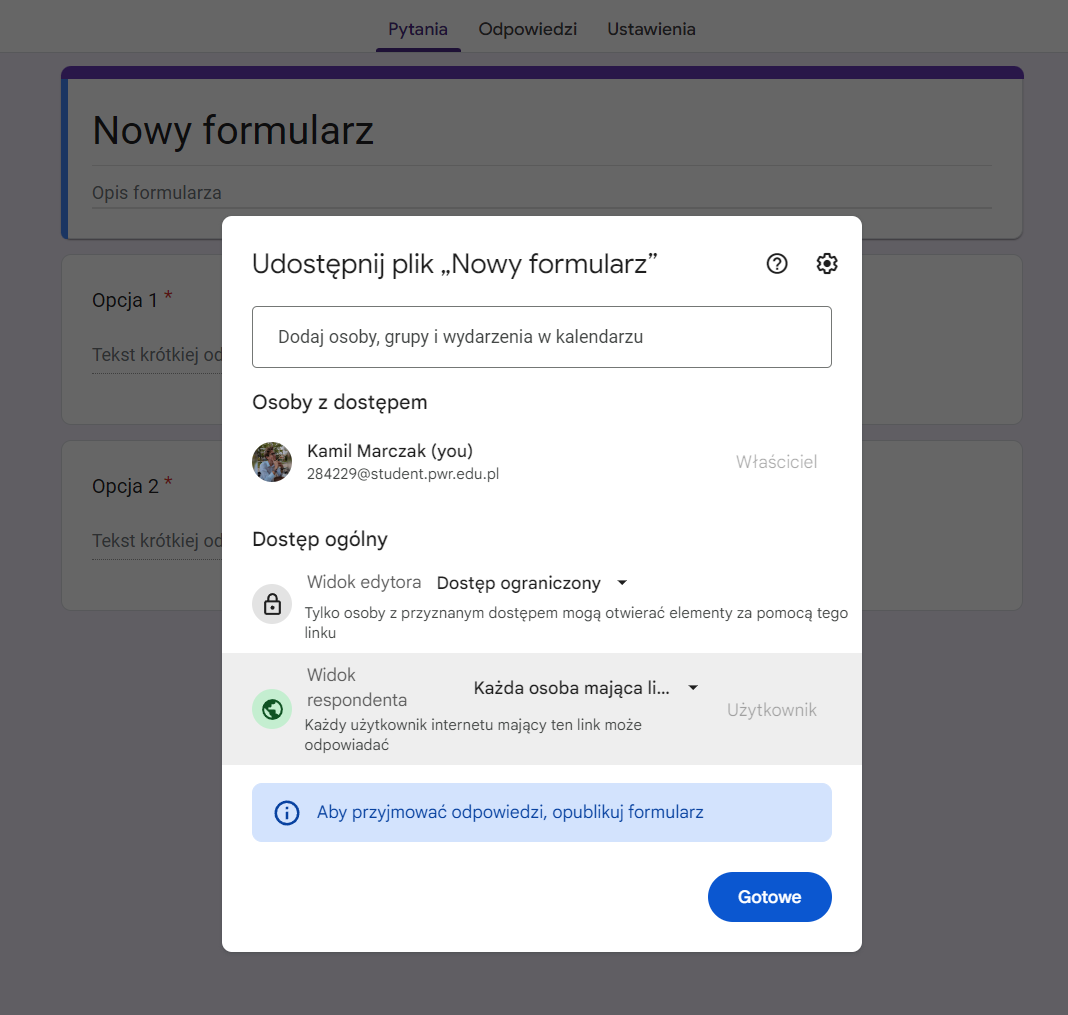 Pytania Odpowiedzi Ustawienia
Nowy formularz
Opis formularza
Opcja 1 *
Tekst krótkiej od
Opcja 2 *
Tekst krótkiej od
Udostępnij plik „Nowy formularz”
Dodaj osoby, grupy i wydarzenia w kalendarzu
Osoby z dostępem
Kamil Marczak (you)
284229@student.pwr.edu.pl
Właściciel
Dostęp ogólny
Widok edytora Dostęp ograniczony
Tylko osoby z przyznanym dostępem mogą otwierać elementy za pomocą tego
linku
Widok
respondenta
Każda osoba mająca li...
Użytkownik
Każdy użytkownik internetu mający ten link może
odpowiadać
Aby przyjmować odpowiedzi, opublikuj formularz
Gotowe